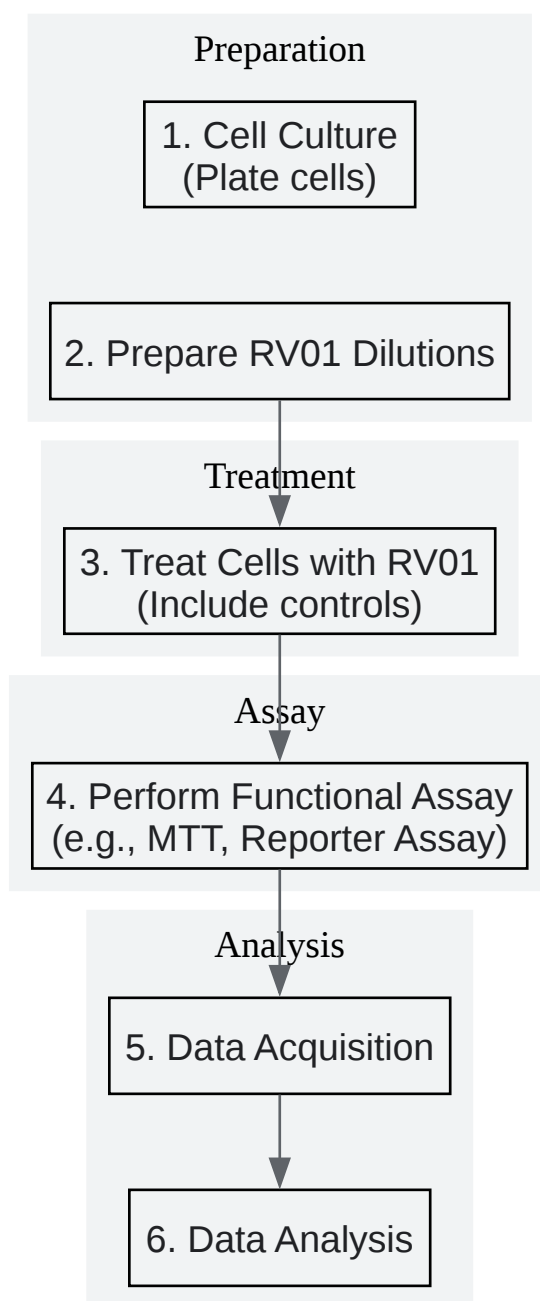 Preparation
1. Cell Culture
(Plate cells)
2. Prepare RV01 Dilutions
Treatment
3. Treat Cells with RV01
(Include controls)
Assay
4. Perform Functional Assay
(e.g., MTT, Reporter Assay)
Analysis
5. Data Acquisition
6. Data Analysis